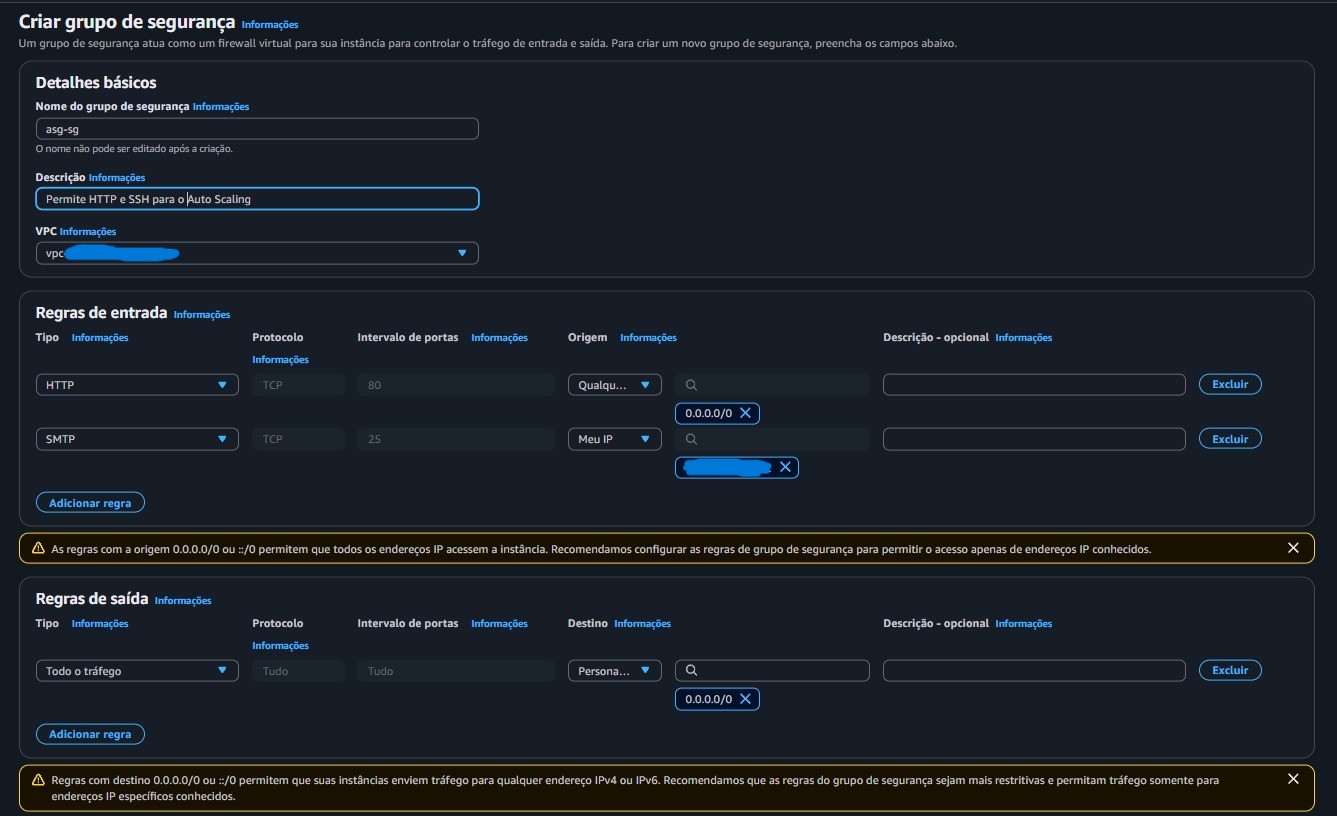 Criar grupo de segurança Informações
Um grupo de segurança atua como um firewall virtual para sua instância para controlar o tráfego de entrada e saída. Para criar um novo grupo de segurança, preencha os campos abaixo.
Detalhes básicos
Nome do grupo de segurança Informações
asg-sg
O nome não pode ser editado após a criação.
Descrição Informações
Permite HTTP e SSH para o Auto Scaling
VPC Informações
vpc
Regras de entrada Informações
Tipo Informações Protocolo Intervalo de portas Informações Origem Informações Descrição - opcional Informações
Informações
HTTP TCP 80 Qualqu... Excluir
0.0.0.0/0
SMTP TCP 25 Meu IP Excluir
Adicionar regra
As regras com a origem 0.0.0.0/0 ou ::/0 permitem que todos os endereços IP acessem a instância. Recomendamos configurar as regras de grupo de segurança para permitir o acesso apenas de endereços IP conhecidos.
Regras de saída Informações
Tipo Informações Protocolo Intervalo de portas Informações Destino Informações Descrição - opcional Informações
Informações
Todo o tráfego Tudo Tudo Persona... Excluir
0.0.0.0/0
Adicionar regra
Regras com destino 0.0.0.0/0 ou ::/0 permitem que suas instâncias enviem tráfego para qualquer endereço IPv4 ou IPv6. Recomendamos que as regras do grupo de segurança sejam mais restritivas e permitam tráfego somente para
endereços IP específicos conhecidos.